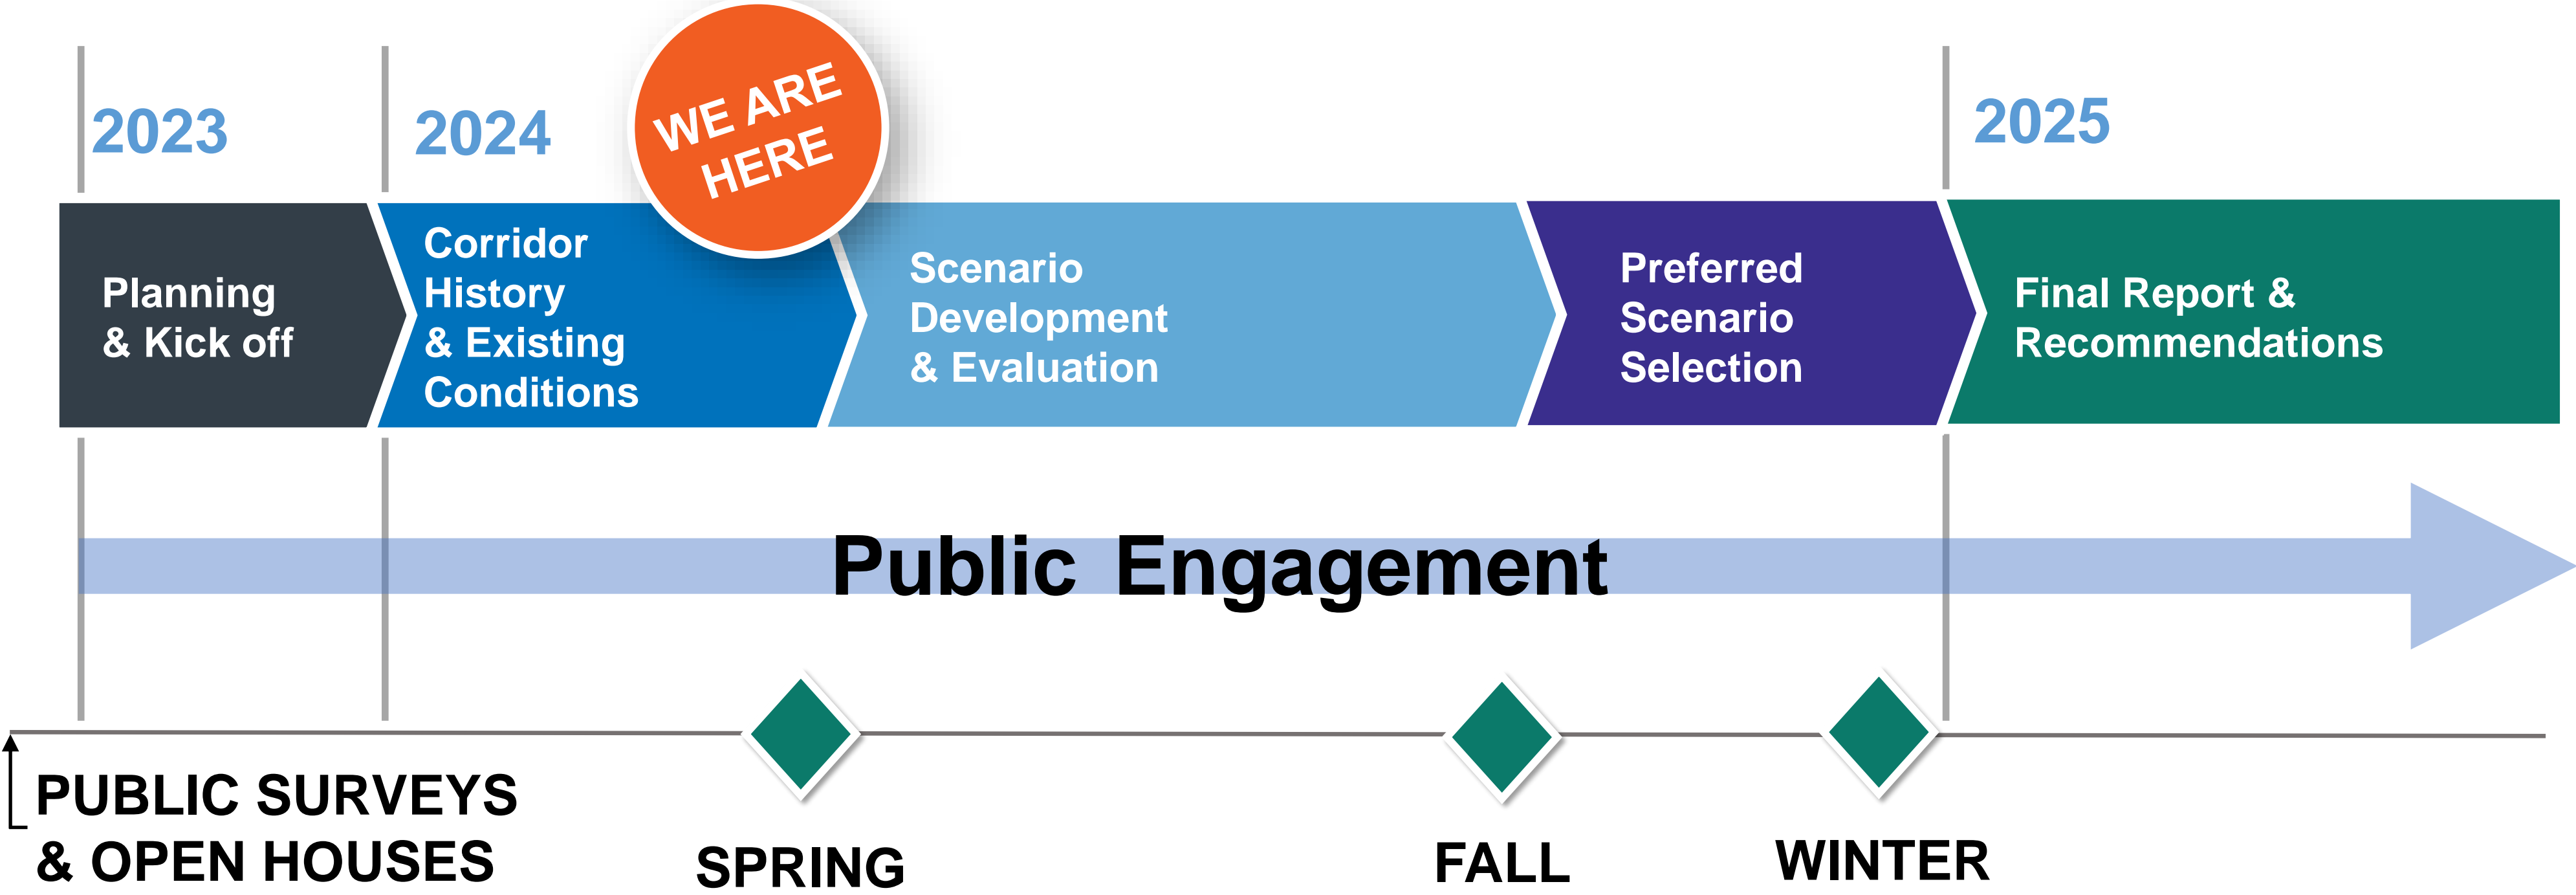 2023
2024
WE ARE
HERE
2025
Planning
& Kick off
Corridor
History
& Existing
Conditions
Scenario
Development
& Evaluation
Preferred
Scenario
Selection
Final Report &
Recommendations
Public Engagement
PUBLIC SURVEYS
& OPEN HOUSES
SPRING
FALL
WINTER